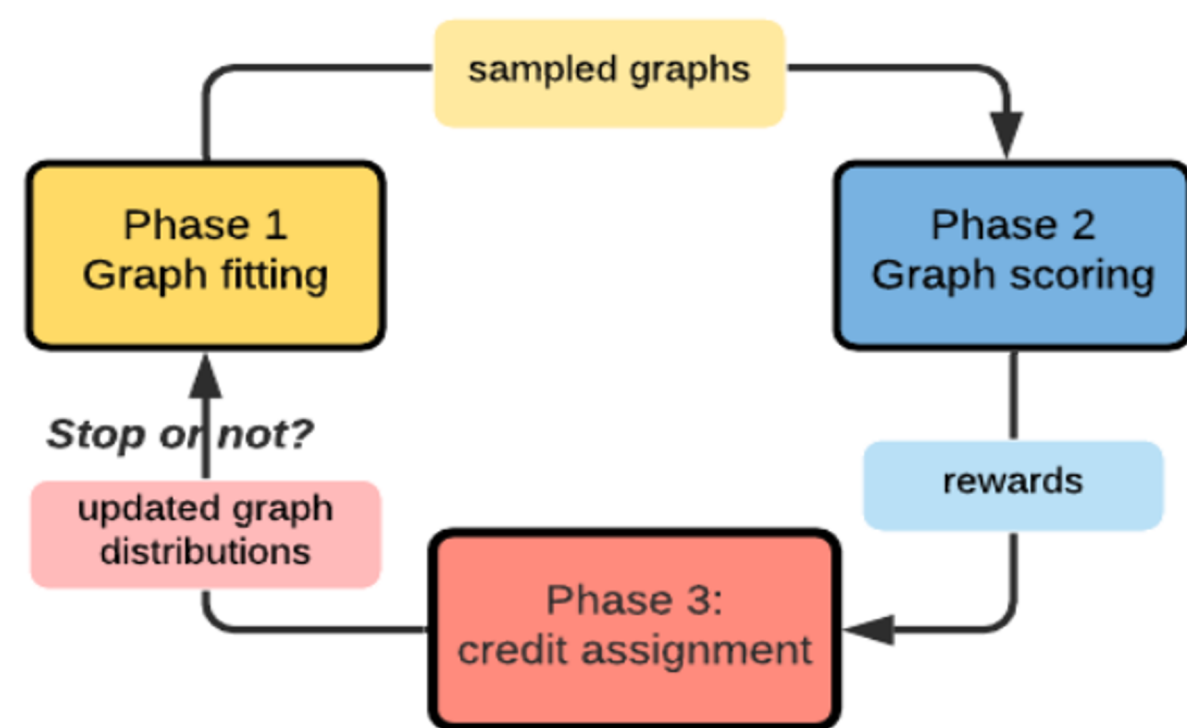 sampled graphs
Phase 1
Graph fitting
Phase 2
Graph scoring
Stop or not?
rewards
updated graph
distributions
Phase 3:
credit assignment